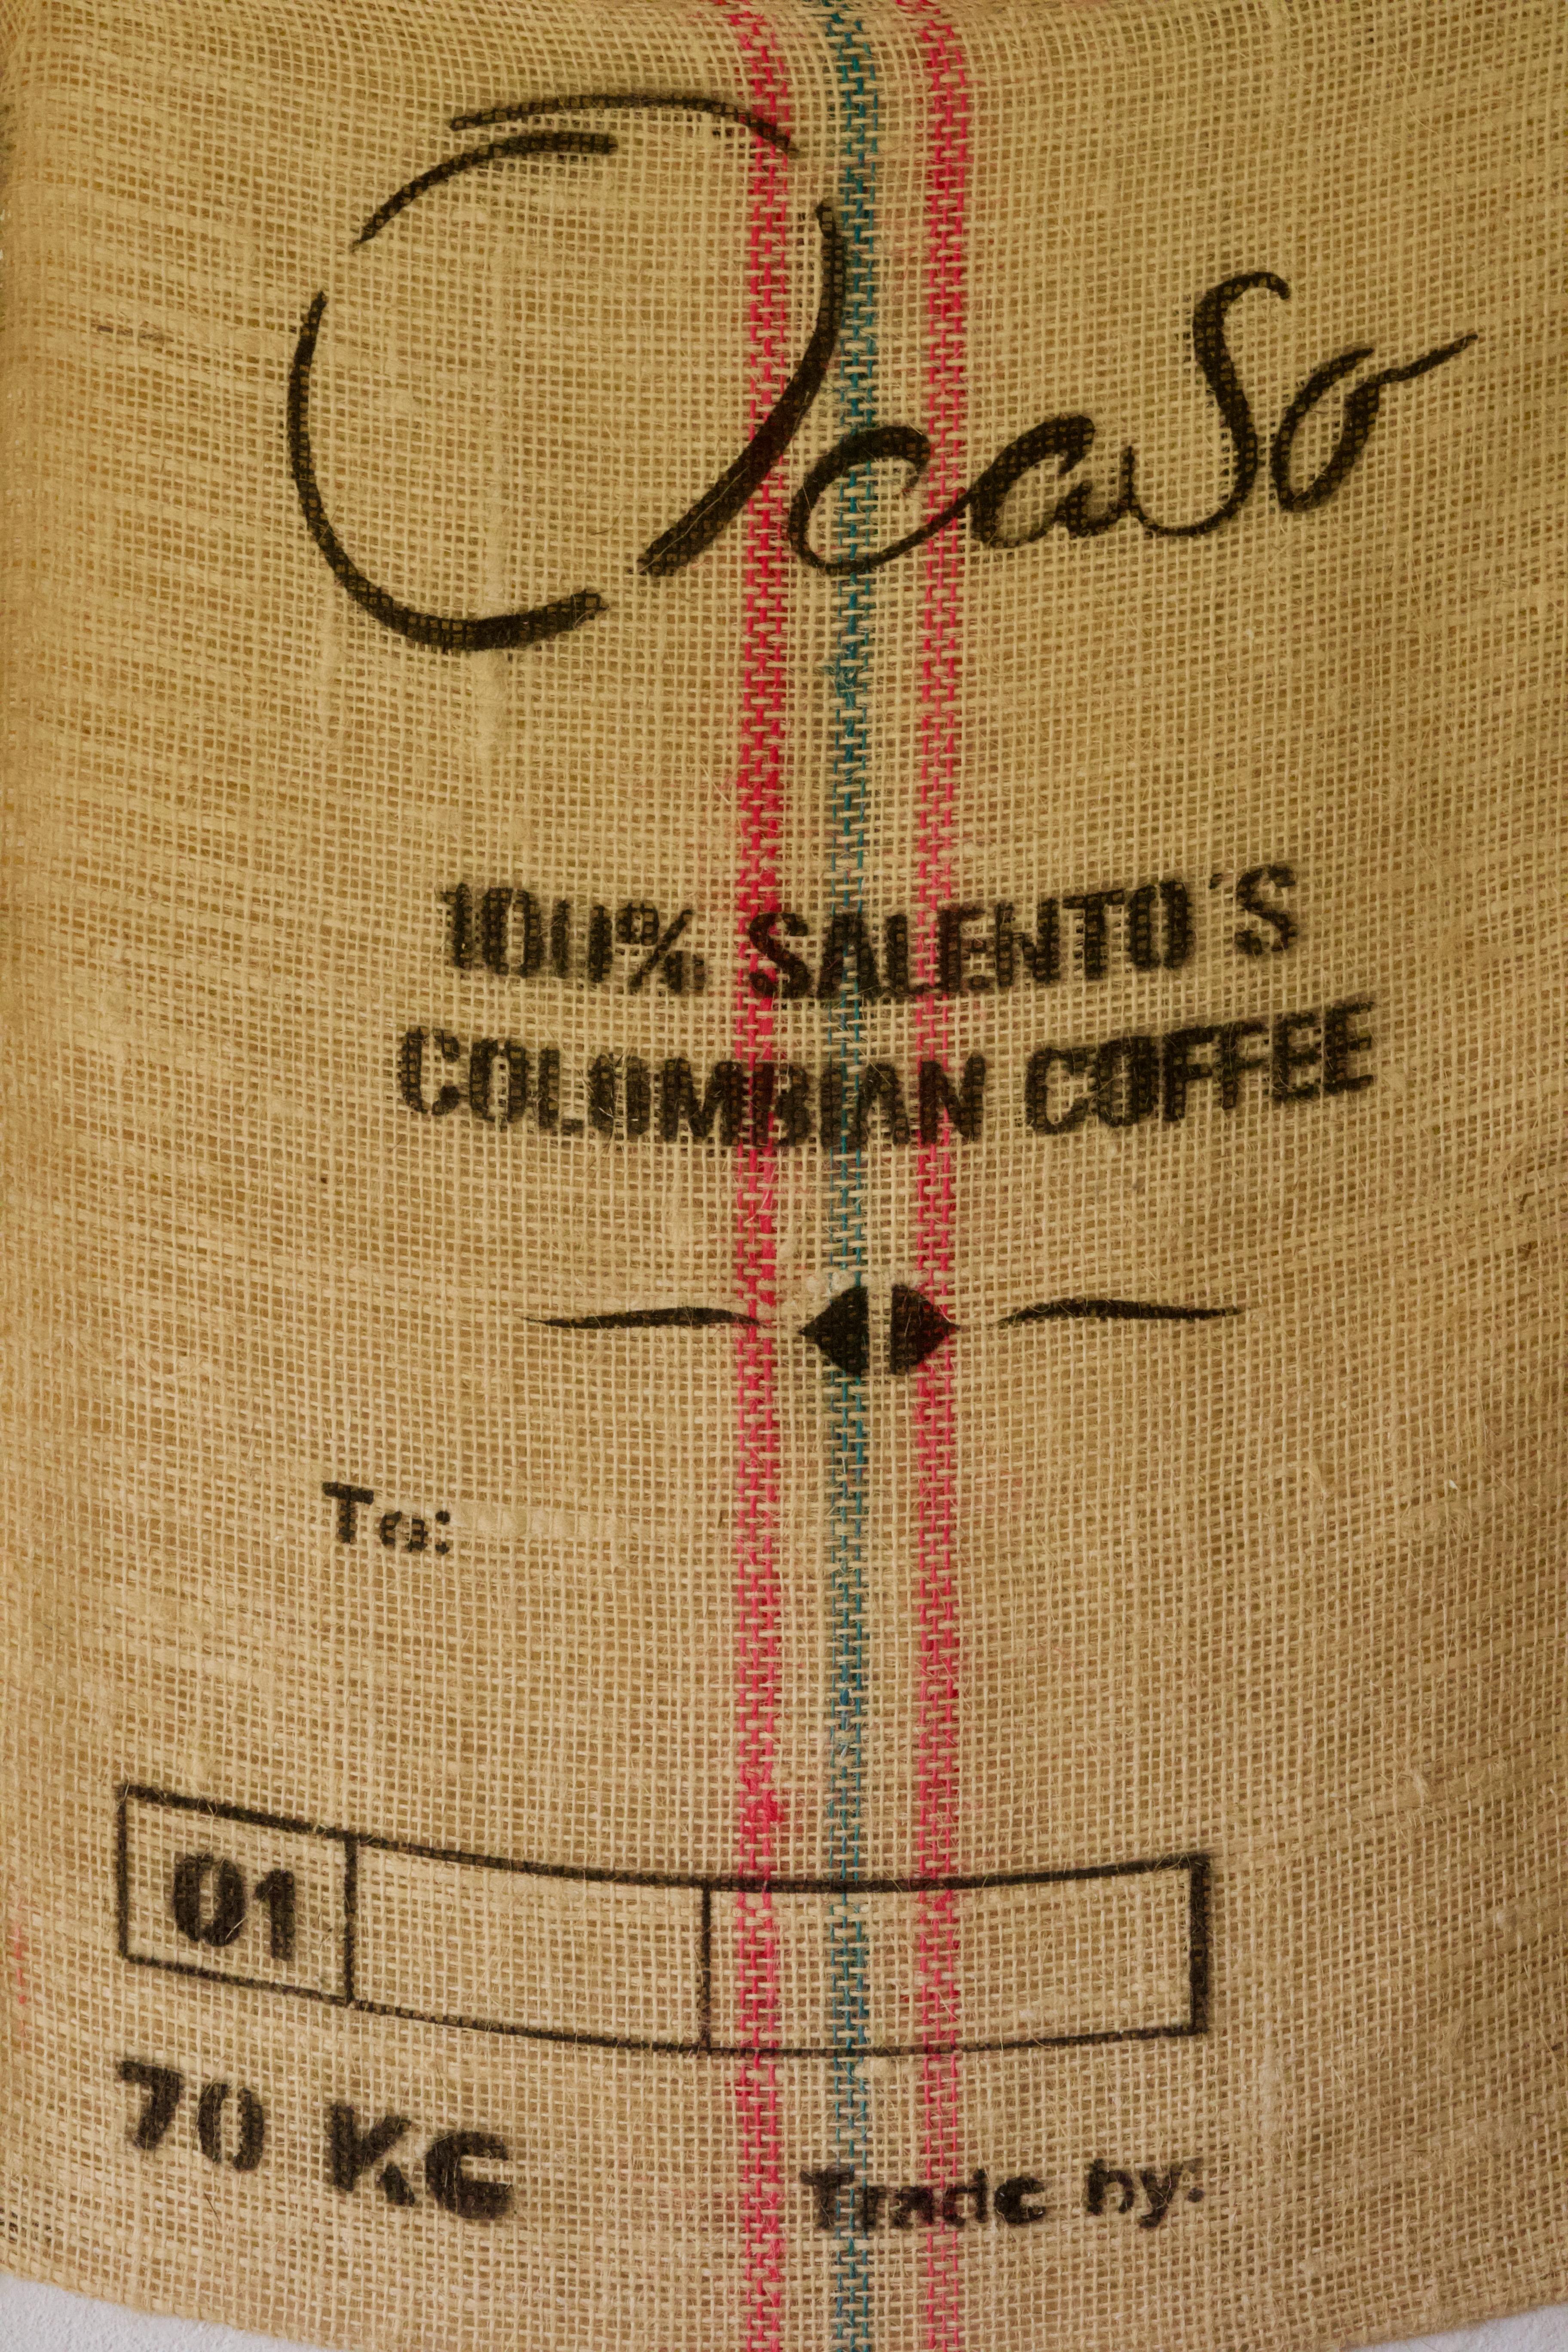 Ocaso
100% SALENTO'S
COLOMBIAN COFFEE
To:
01
70 KG
Trade by: